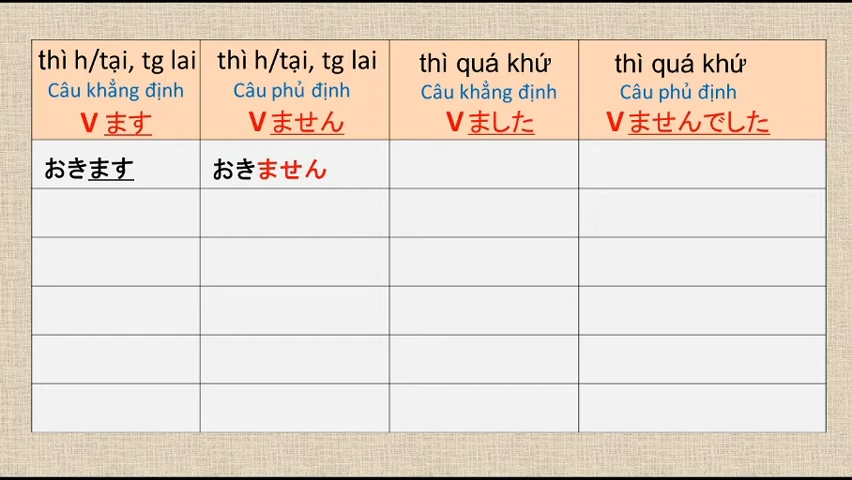 thì h/tại, tg lai
Câu khẳng định
V ます
thì h/tại, tg lai
Câu phủ định
V ません
thì quá khứ
Câu khẳng định
V ました
thì quá khứ
Câu phủ định
V ませんでした
おきます
おきません